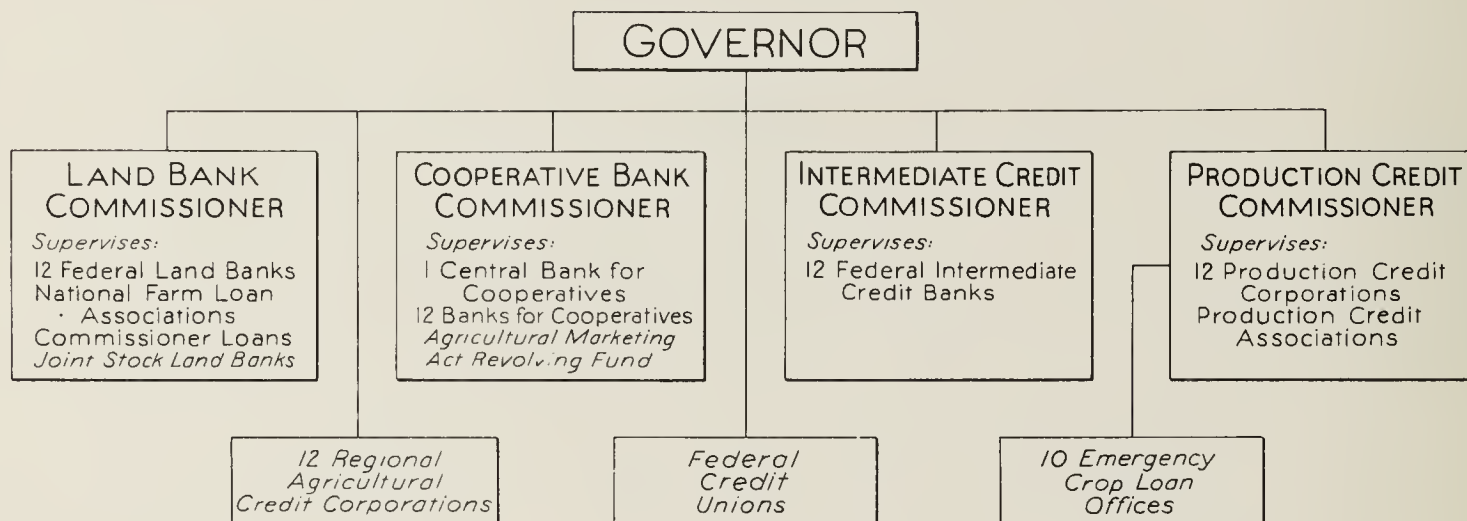 GOVERNOR
LAND BANK
COMMISSIONER
Supervises:
12 Federal Land Banks
National Farm Loan
Associations
Commissioner Loans
Joint Stock Land Banks
COOPERATIVE BANK
COMMISSIONER
Supervises:
1 Central Bank for
Cooperatives
12 Banks for Cooperatives
Agricultural Marketing
Act Revolving Fund
INTERMEDIATE CREDIT
COMMISSIONER
Supervises:
12 Federal Intermediate
Credit Banks
PRODUCTION CREDIT
COMMISSIONER
Supervises:
12 Production Credit
Corporations
Production Credit
Associations
12 Regional
Agricultural
Credit Corporations
Federal
Credit
Unions
10 Emergency
Crop Loan
Offices